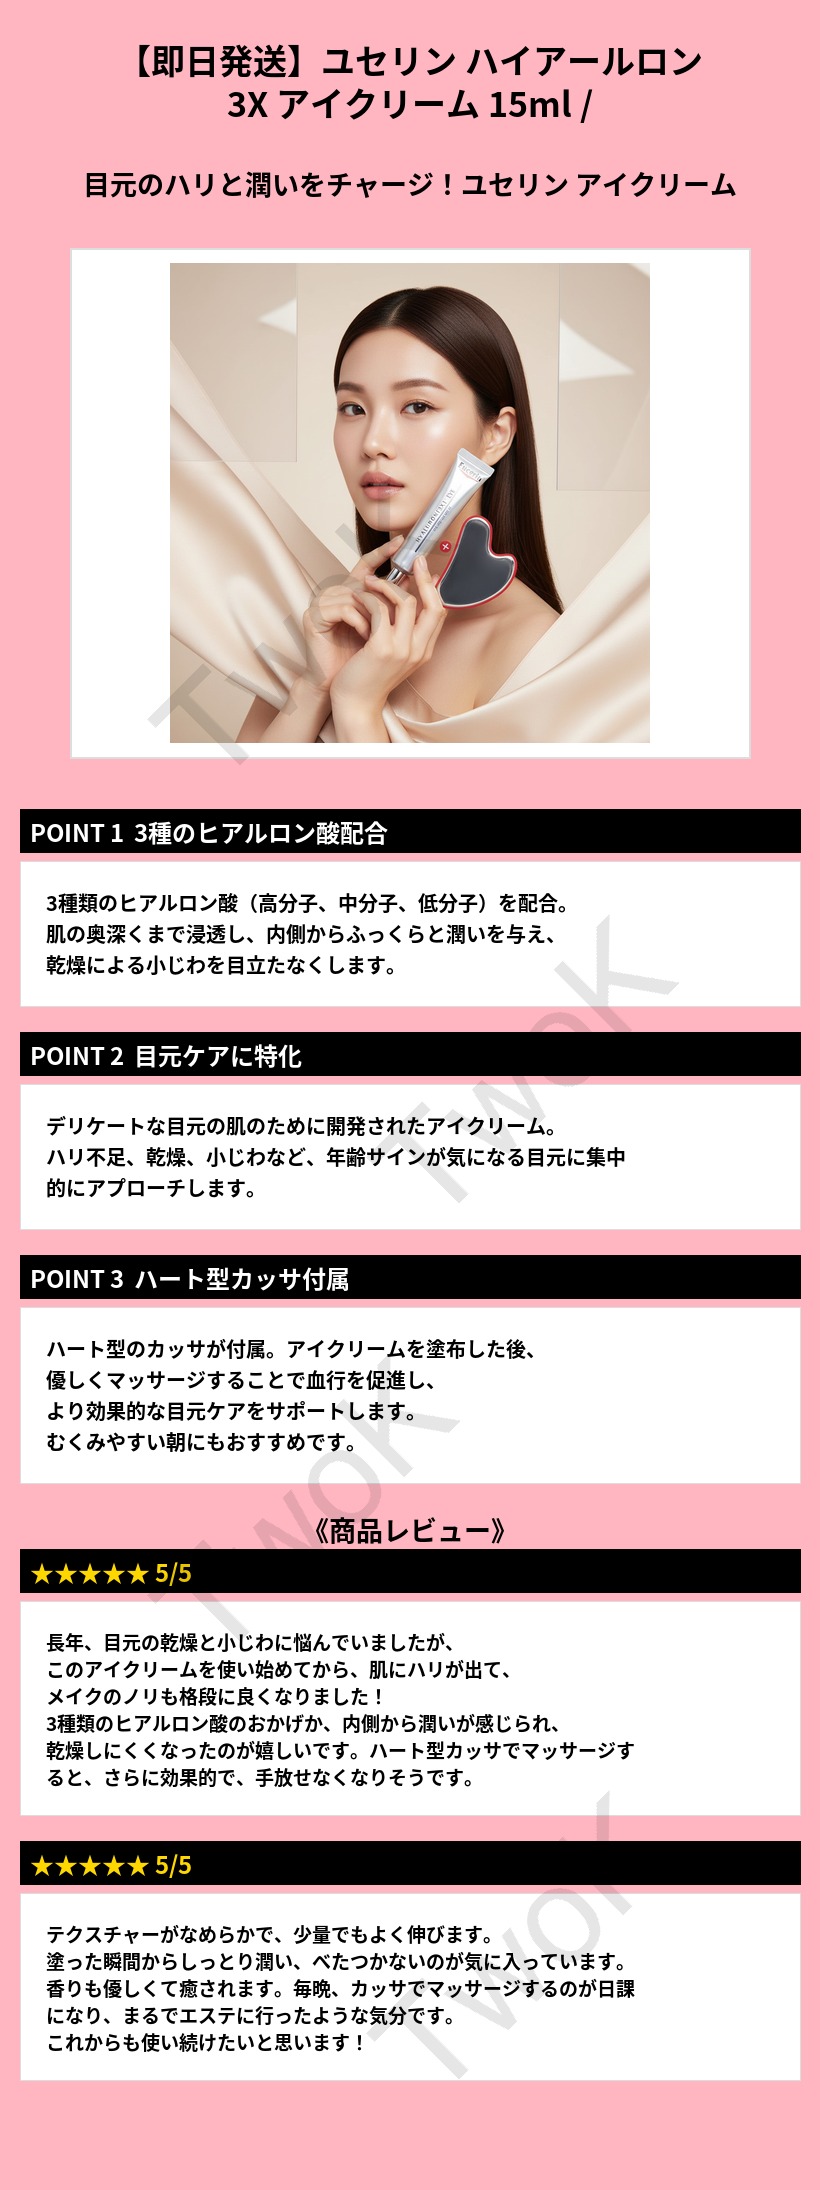 【即日発送】ユセリン ハイアールロン
3X アイクリーム 15ml /
目元のハリと潤いをチャージ！ユセリン アイクリーム
TwoK
POINT 1 3種のヒアルロン酸配合
3種類のヒアルロン酸（高分子、中分子、低分子）を配合。
肌の奥深くまで浸透し、内側からふっくらと潤いを与え、
乾燥による小じわを目立たなくします。
TwoK
POINT 2 目元ケアに特化
デリケートな目元の肌のために開発されたアイクリーム。
ハリ不足、乾燥、小じわなど、年齢サインが気になる目元に集中
的にアプローチします。
POINT 3 ハート型カッサ付属
ハート型のカッサが付属。アイクリームを塗布した後、
優しくマッサージすることで血行を促進し、
より効果的な目元ケアをサポートします。
むくみやすい朝にもおすすめです。
TwoK
《商品レビュー》
★★★★★ 5/5
長年、目元の乾燥と小じわに悩んでいましたが、
このアイクリームを使い始めてから、肌にハリが出て、
メイクのノリも格段に良くなりました！
3種類のヒアルロン酸のおかげか、内側から潤いが感じられ、
乾燥しにくくなったのが嬉しいです。ハート型カッサでマッサージす
ると、さらに効果的で、手放せなくなりそうです。
★★★★★ 5/5
テクスチャーがなめらかで、少量でもよく伸びます。
塗った瞬間からしっとり潤い、べたつかないのが気に入っています。
香りも優しくて癒されます。毎晩、カッサでマッサージするのが日課
になり、まるでエステに行ったような気分です。
これからも使い続けたいと思います！
TwoK